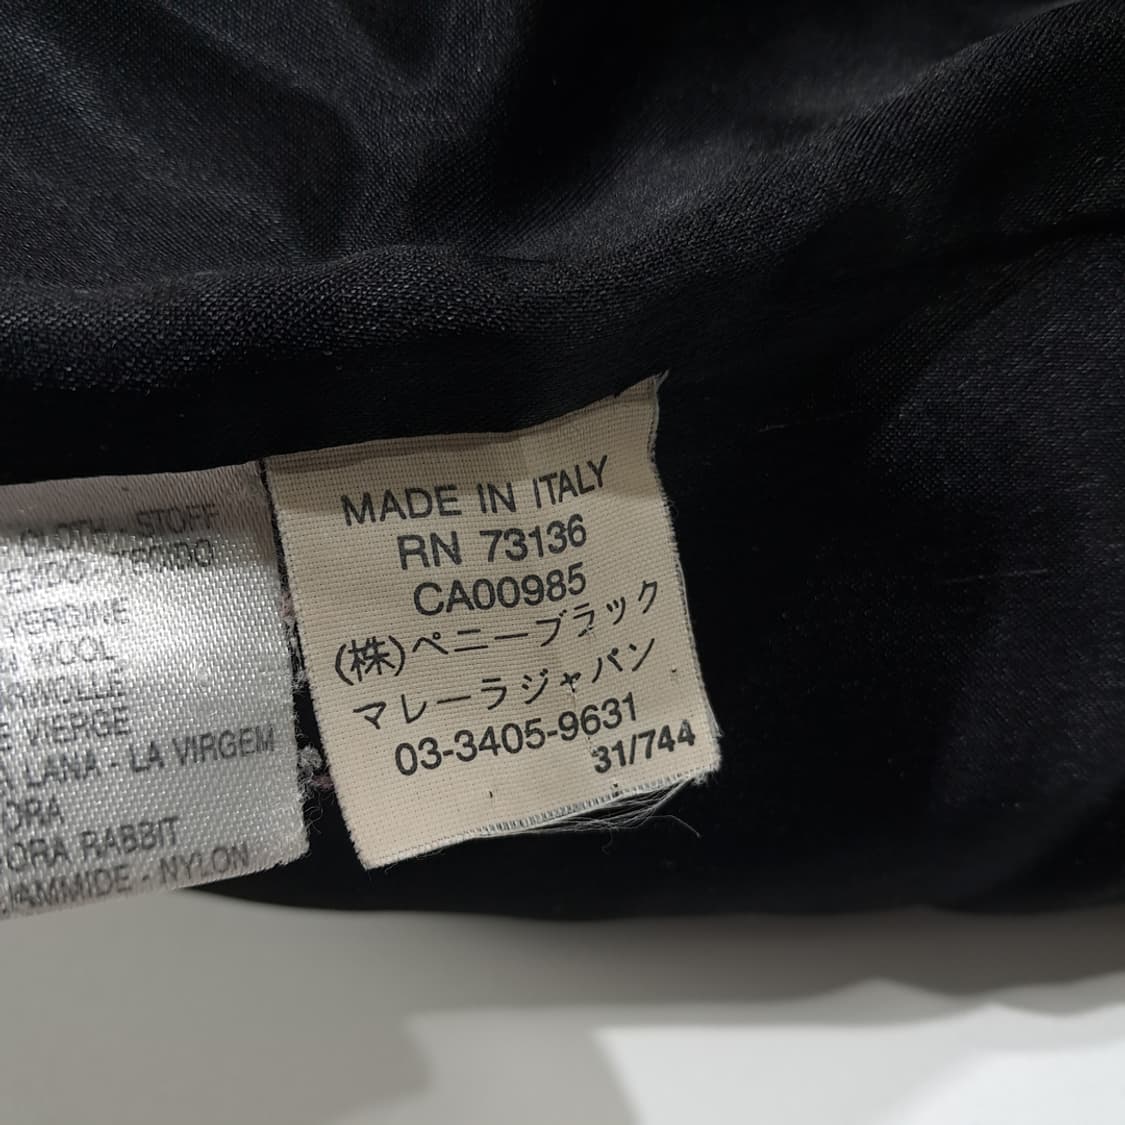 CLOTH - STOFF
VERGINE
WOOL
VIERGE
LANA - LA VIRGEM
ORA
ORA RABBIT
AMMIDE - NYLON
MADE IN ITALY
RN 73136
CA00985
(株)ペニーブラック
マレーラジャパン
03-3405-9631
31/744